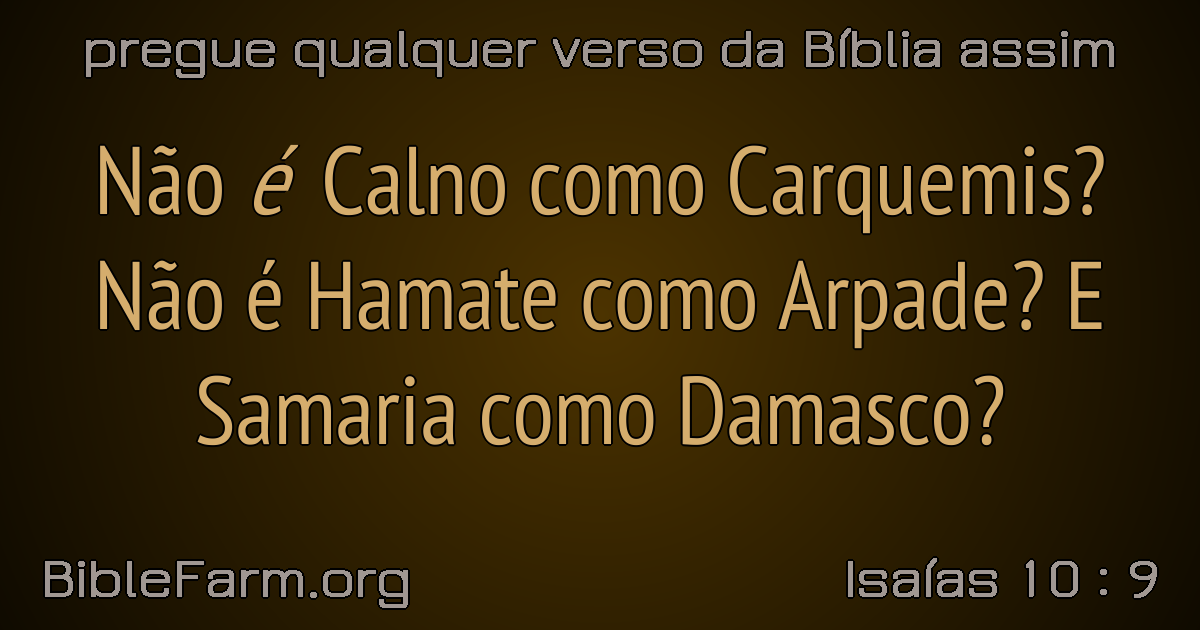 pregue qualquer verso da Bíblia assim
Não é Calno como Carquemis?
Não é Hamate como Arpade? E
Samaria como Damasco?
BibleFarm.org
Isaías 10 : 9